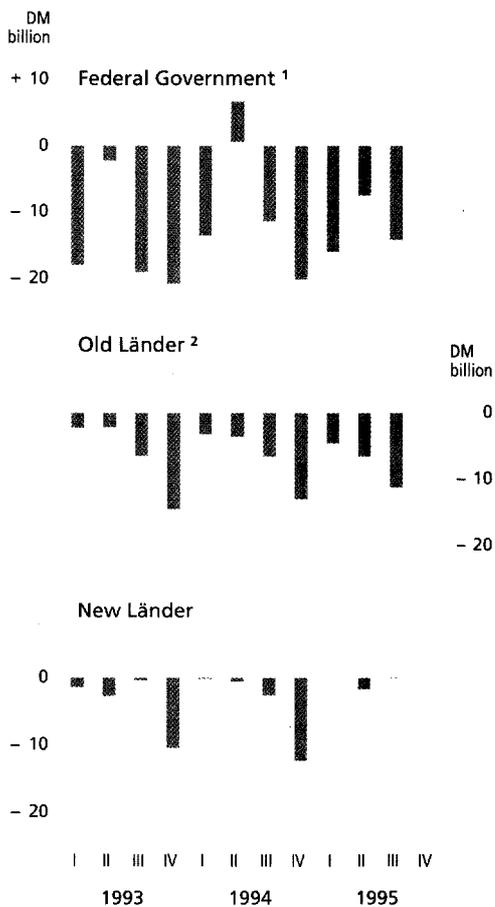 DM
billion
+ 10
Federal Government ¹
0
– 10
– 20
Old Länder ²
DM
billion
0
– 10
– 20
New Länder
0
– 10
– 20
I II III IV I II III IV I II III IV
1993 1994 1995